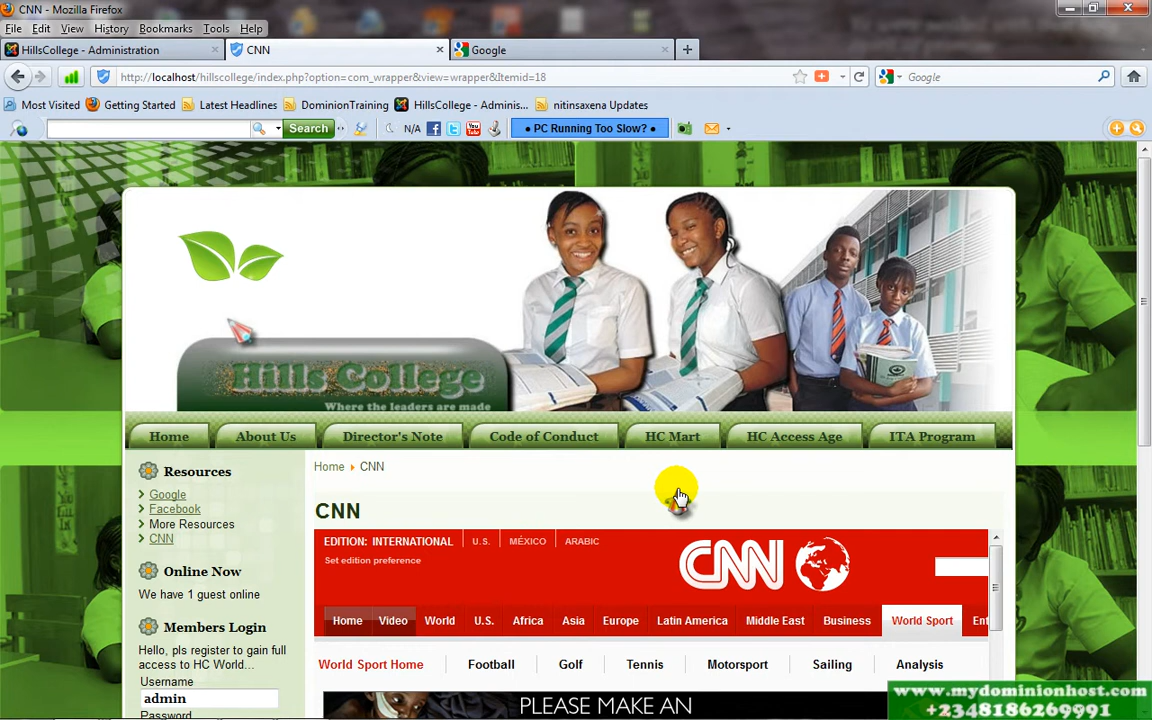 CNN - Mozilla Firefox
File Edit View History Bookmarks Tools Help
HillsCollege - Administration CNN Google
http://localhost/hillscollege/index.php?option=com_wrapper&view=wrapper&Itemid=18 Google
Most Visited Getting Started Latest Headlines DominionTraining HillsCollege - Adminis... nitinsaxena Updates
Search N/A You Tube • PC Running Too Slow? •
Hills College
Where the leaders are made
Home About Us Director's Note Code of Conduct HC Mart HC Access Age ITA Program
Resources
Google
Facebook
More Resources
CNN
Online Now
We have 1 guest online
Members Login
Hello, pls register to gain full
access to HC World...
Username
admin
Password
Home CNN
CNN
EDITION: INTERNATIONAL U.S. MÉXICO ARABIC
Set edition preference
CNN
Home Video World U.S. Africa Asia Europe Latin America Middle East Business World Sport Ent
World Sport Home Football Golf Tennis Motorsport Sailing Analysis
PLEASE MAKE AN
www.mydominionhost.com
+2348186269991